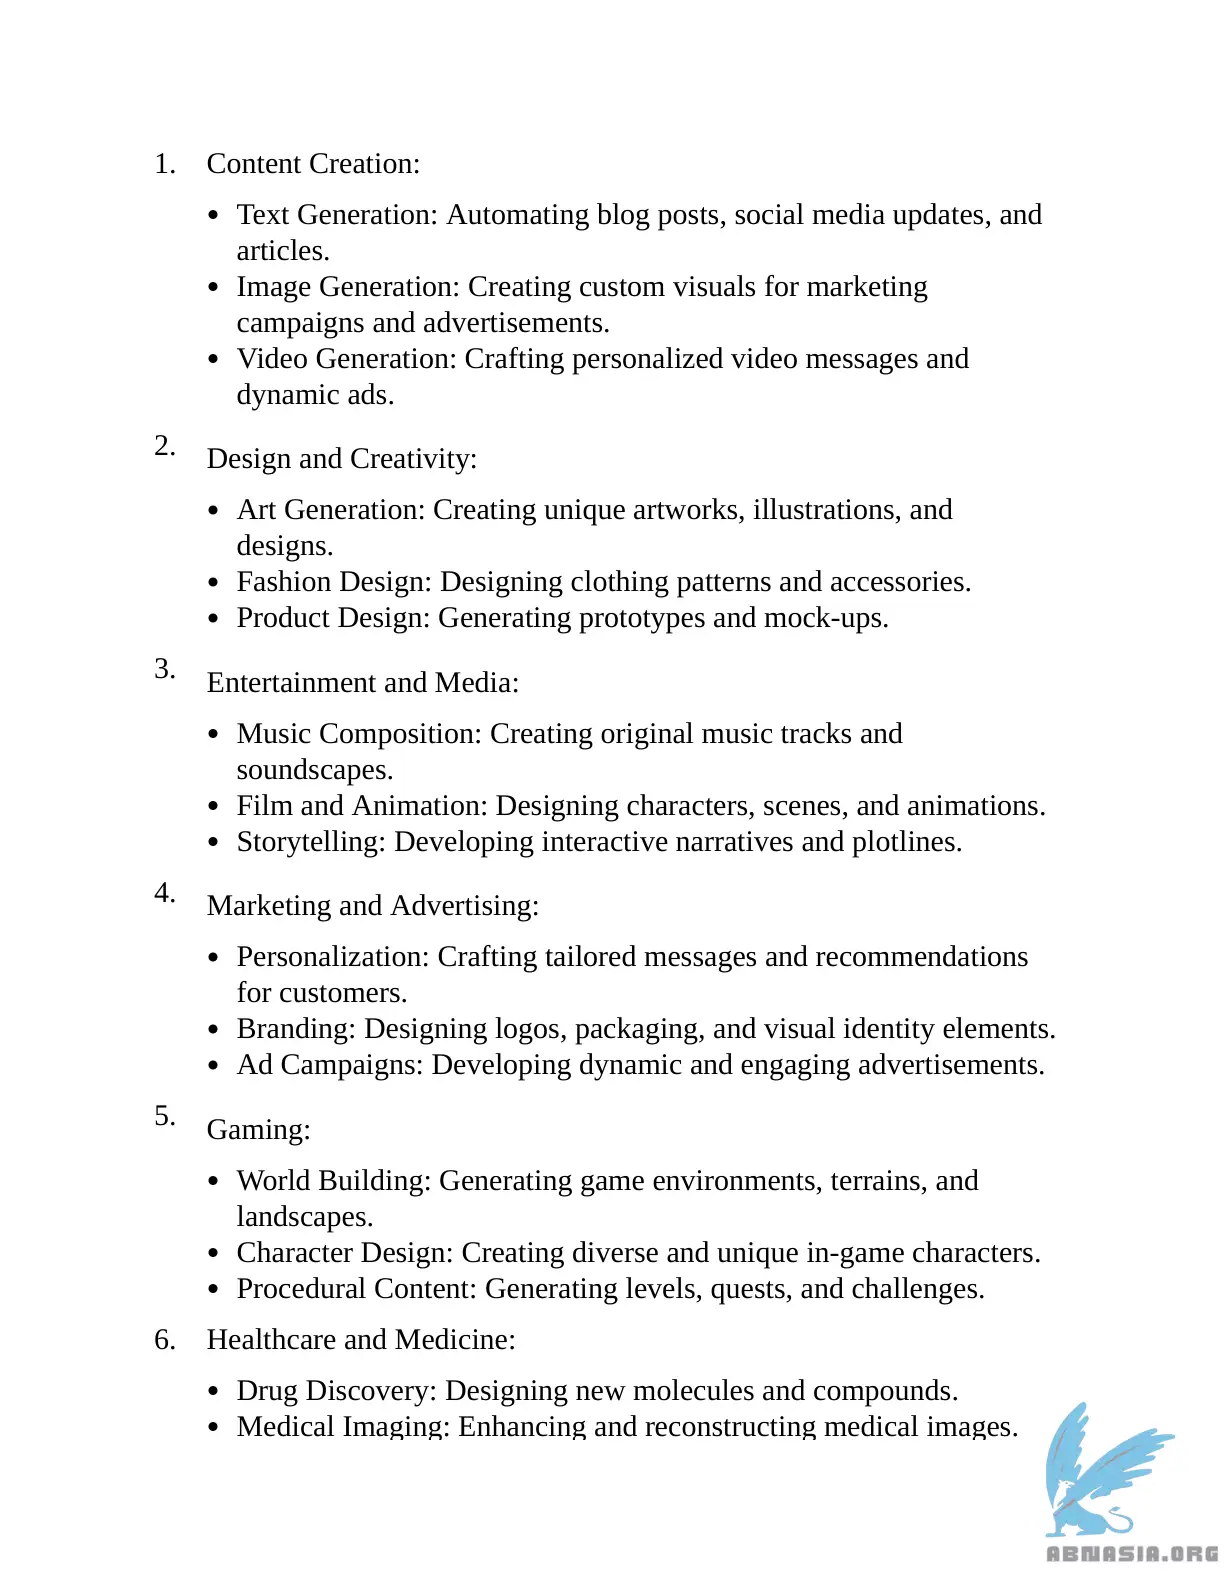 1. Content Creation:
• Text Generation: Automating blog posts, social media updates, and
articles.
• Image Generation: Creating custom visuals for marketing
campaigns and advertisements.
• Video Generation: Crafting personalized video messages and
dynamic ads.
2. Design and Creativity:
• Art Generation: Creating unique artworks, illustrations, and
designs.
• Fashion Design: Designing clothing patterns and accessories.
• Product Design: Generating prototypes and mock-ups.
3. Entertainment and Media:
• Music Composition: Creating original music tracks and
soundscapes.
• Film and Animation: Designing characters, scenes, and animations.
• Storytelling: Developing interactive narratives and plotlines.
4. Marketing and Advertising:
• Personalization: Crafting tailored messages and recommendations
for customers.
• Branding: Designing logos, packaging, and visual identity elements.
• Ad Campaigns: Developing dynamic and engaging advertisements.
5. Gaming:
• World Building: Generating game environments, terrains, and
landscapes.
• Character Design: Creating diverse and unique in-game characters.
• Procedural Content: Generating levels, quests, and challenges.
6. Healthcare and Medicine:
• Drug Discovery: Designing new molecules and compounds.
• Medical Imaging: Enhancing and reconstructing medical images.
ABNASIA.ORG